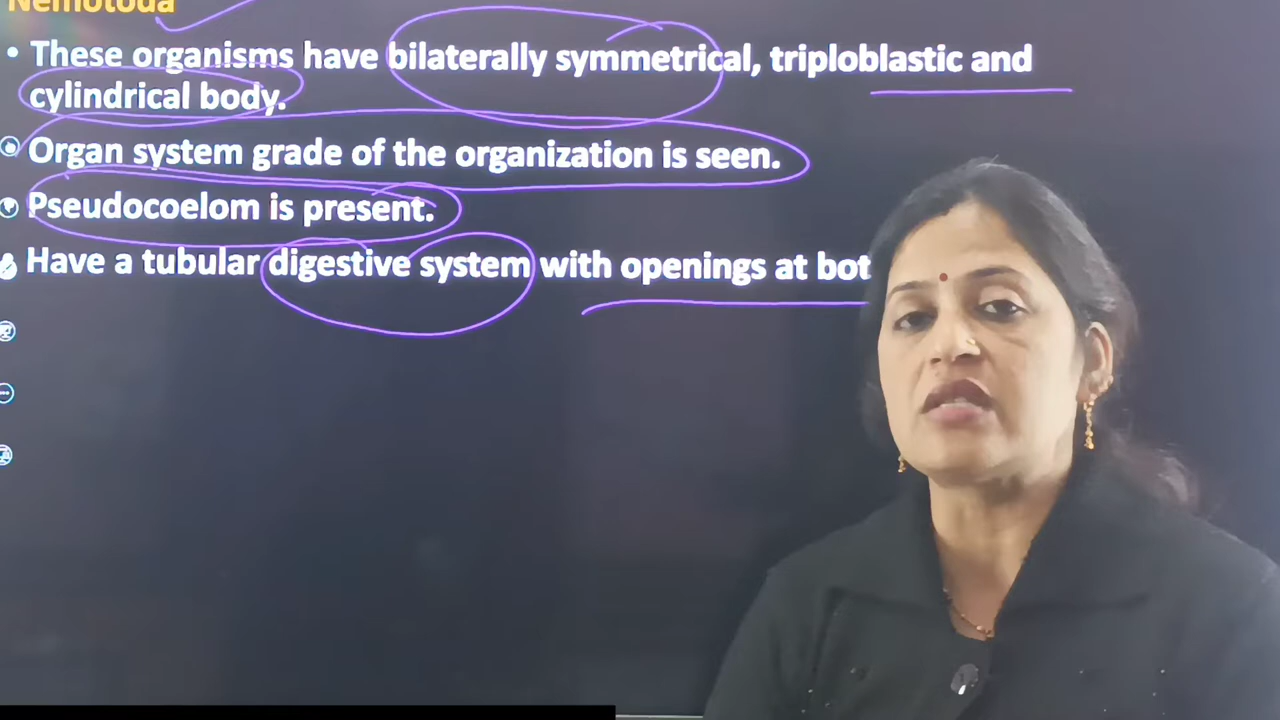 Nemotoda
• These organisms have bilaterally symmetrical, triploblastic and
cylindrical body.
Organ system grade of the organization is seen.
Pseudocoelom is present.
Have a tubular digestive system with openings at bot